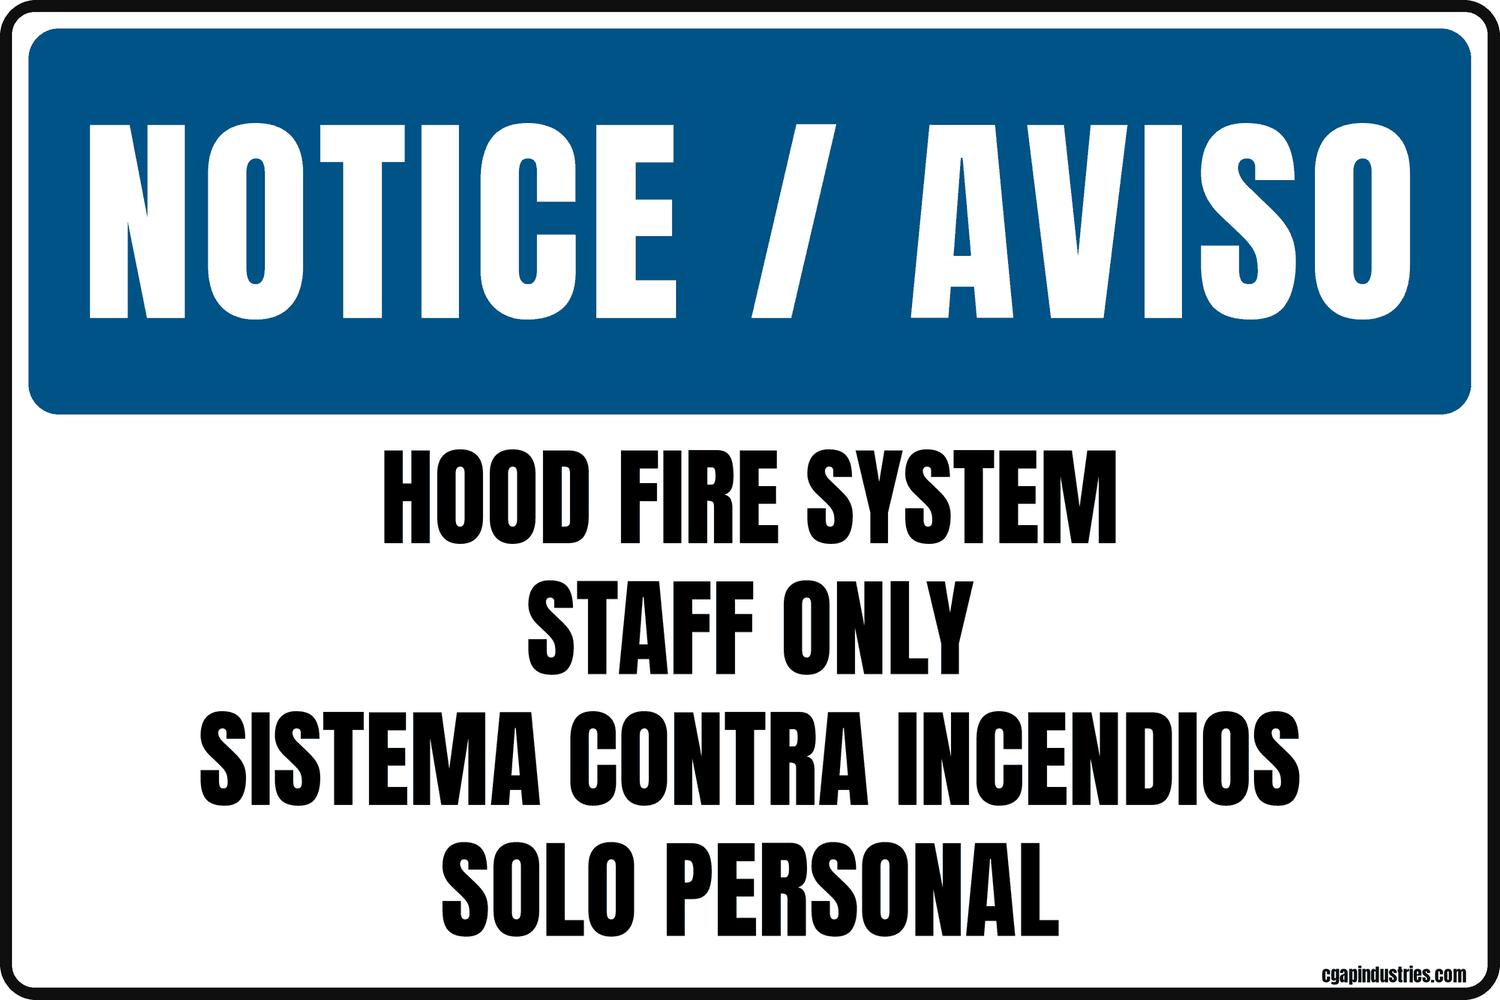 NOTICE / AVISO
HOOD FIRE SYSTEM
STAFF ONLY
SISTEMA CONTRA INCENDIOS
SOLO PERSONAL
cgapindustries.com